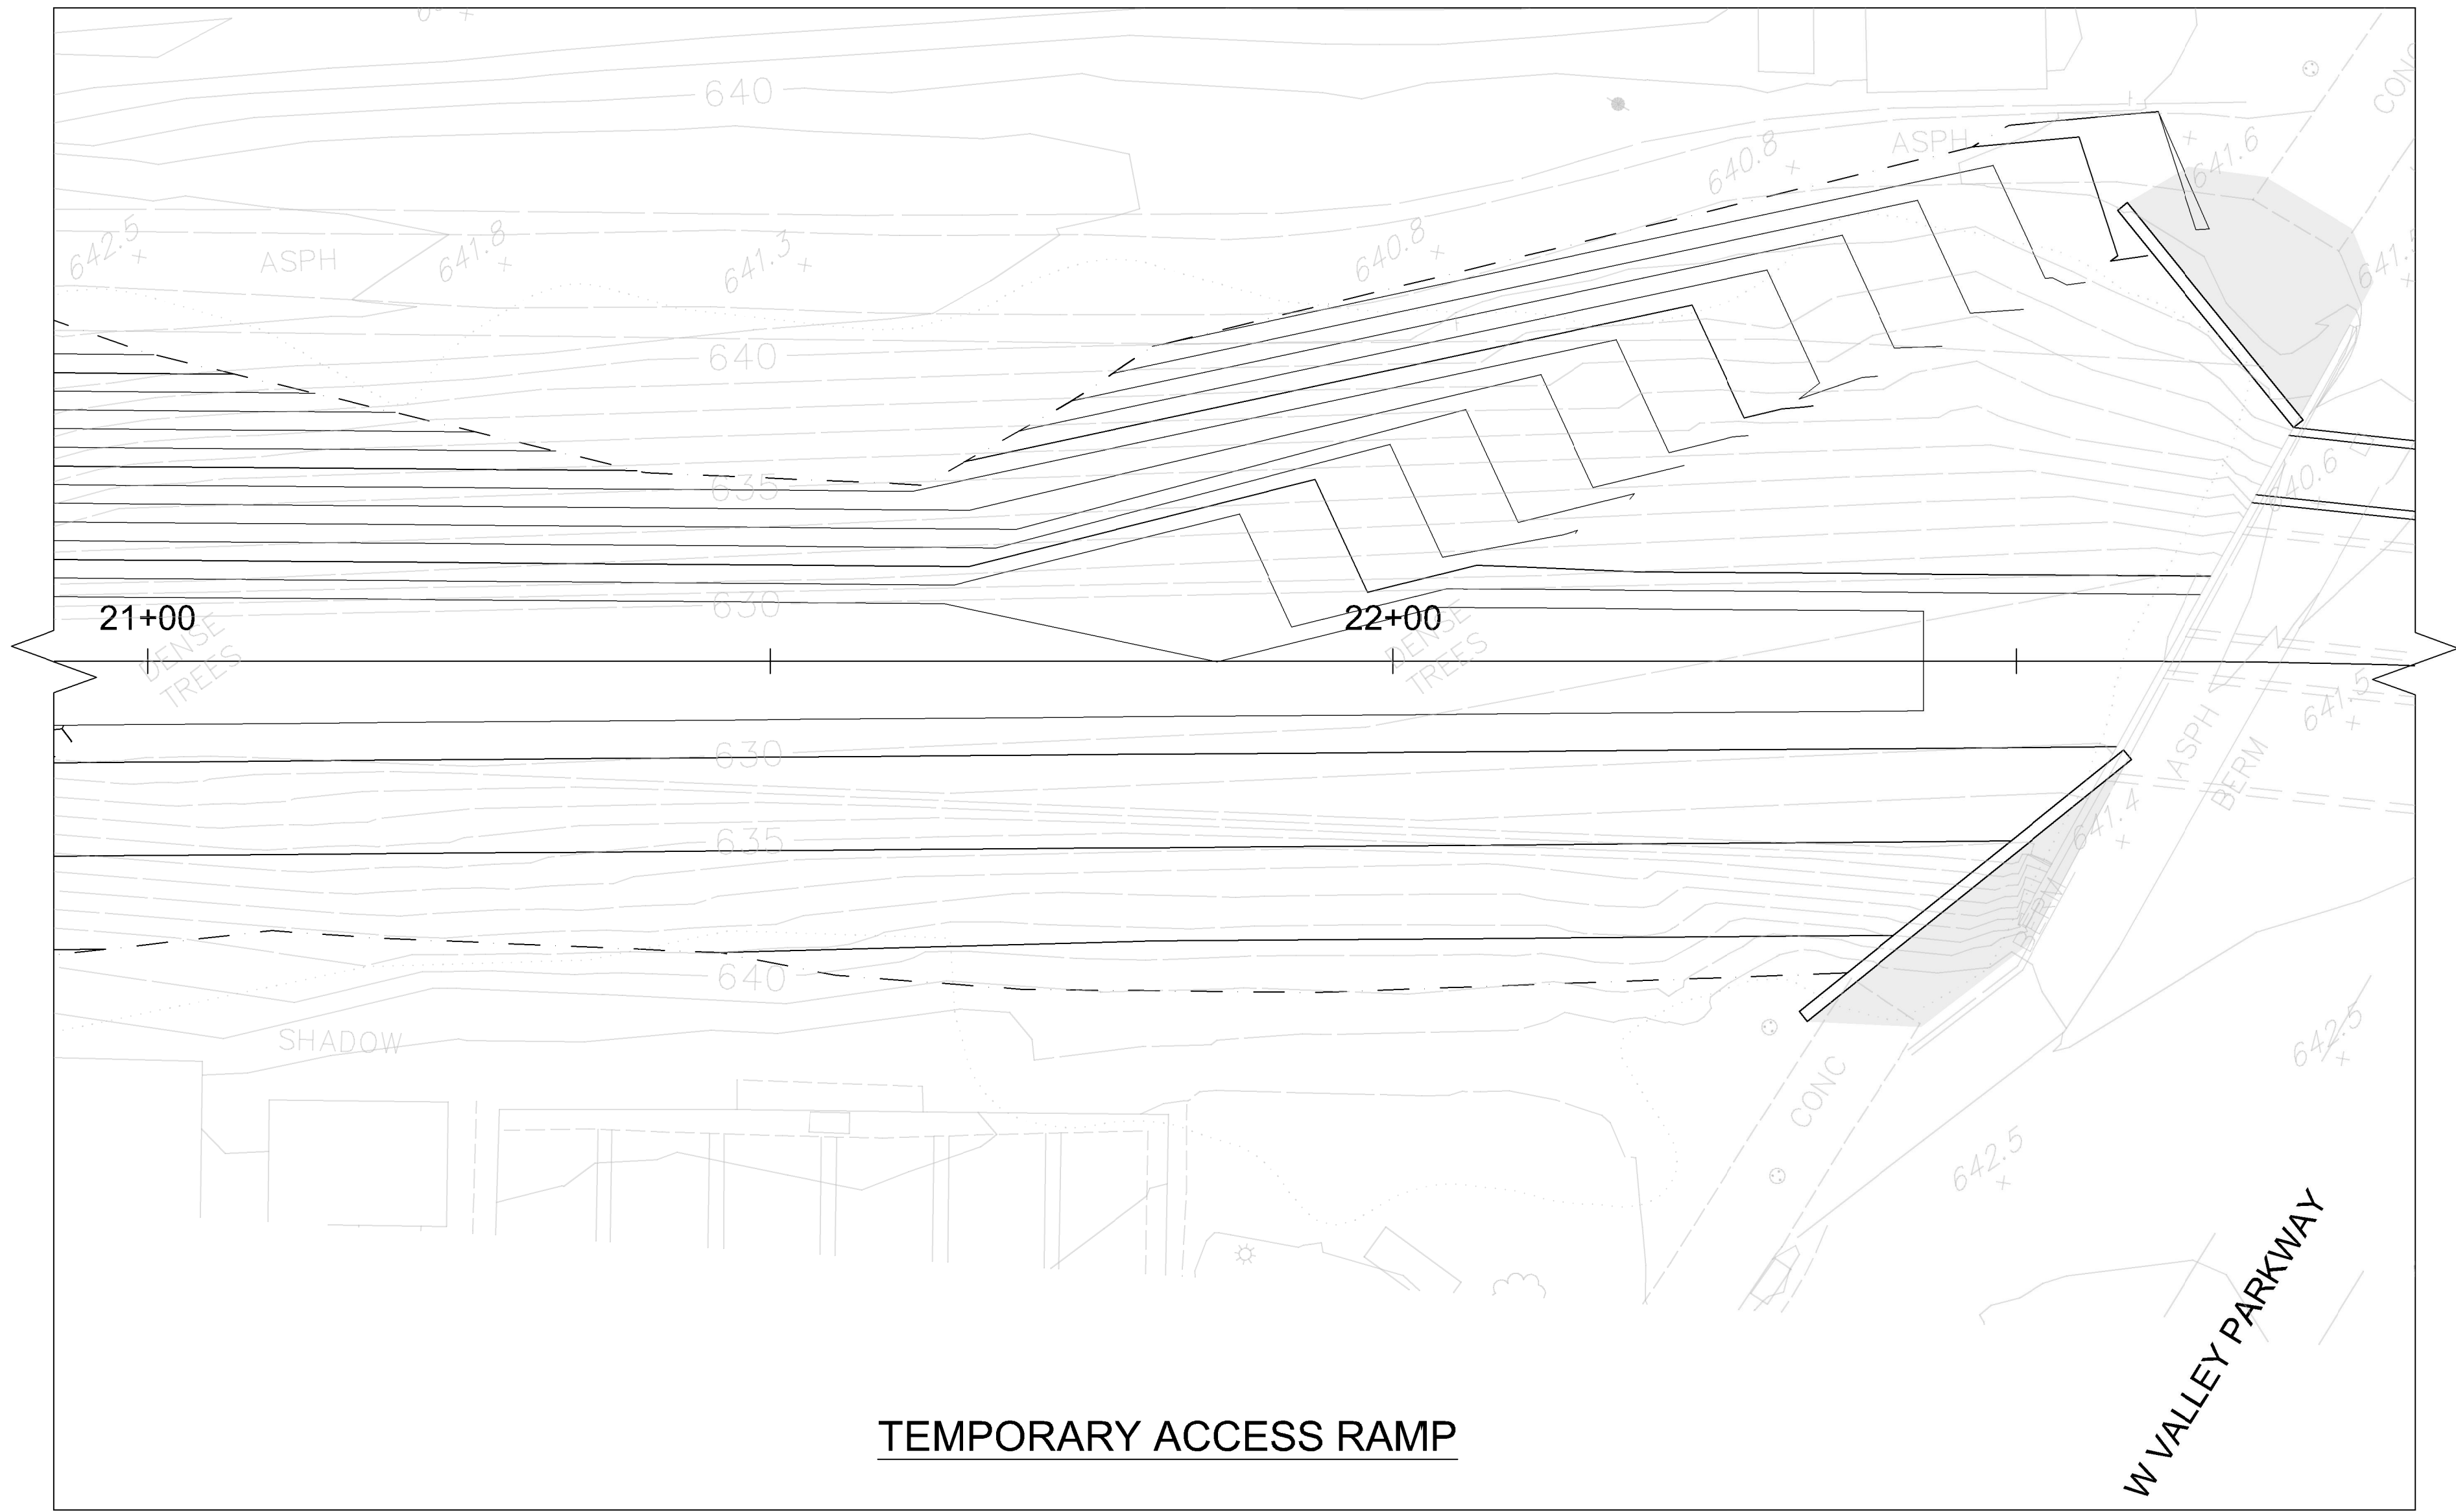 640
CONC
ASPH
641.6
640.8
642.5
ASPH
641.8
641.3
640.8
640
635
640.6
630
21+00
22+00
DENSE
TREES
DENSE
TREES
641.5
630
ASPH
BERM
635
641.4
640
SHADOW
642.5
CONC
642.5
W VALLEY PARKWAY
TEMPORARY ACCESS RAMP